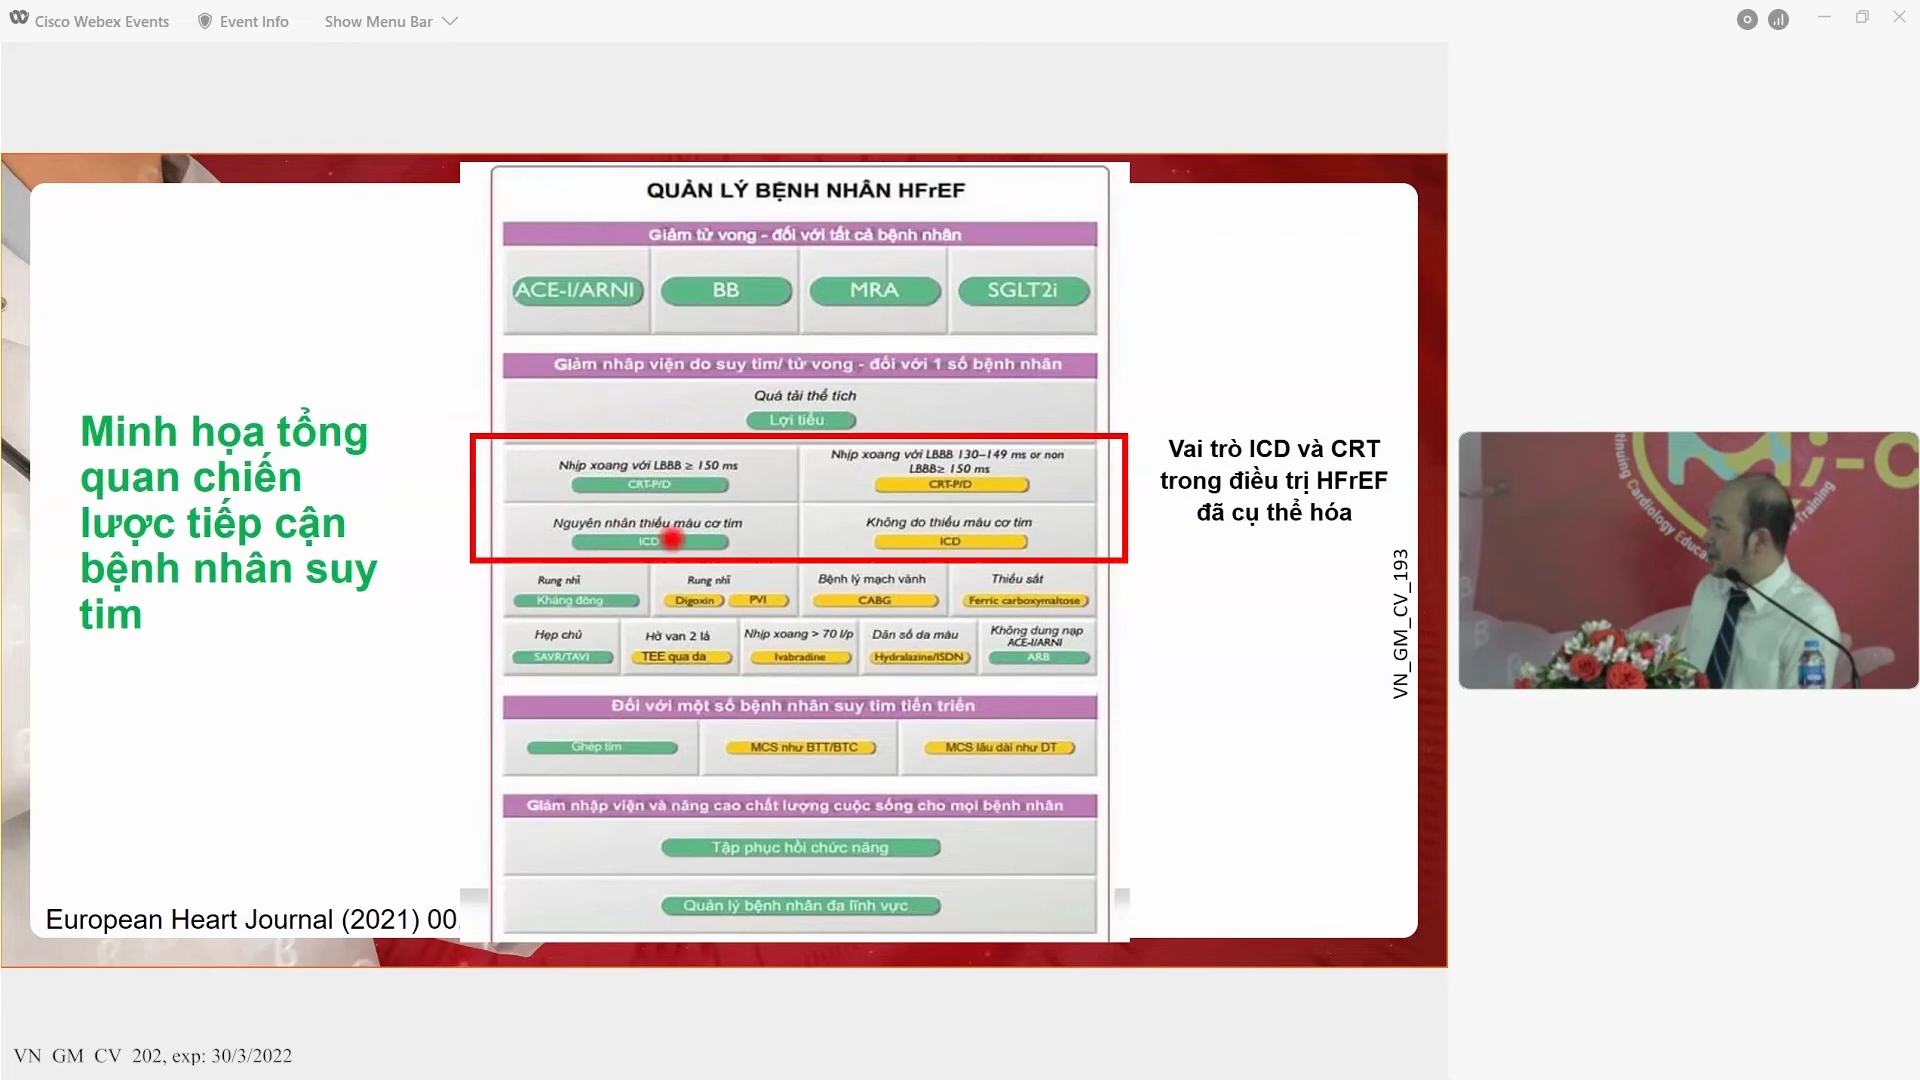 Cisco Webex Events
Event Info
Show Menu Bar
QUẢN LÝ BỆNH NHÂN HFrEF
Giảm tử vong - đối với tất cả bệnh nhân
ACE-I/ARNI
BB
MRA
SGLT2i
Giảm nhập viện do suy tim/ tử vong - đối với 1 số bệnh nhân
Quá tải thể tích
Lợi tiểu
Nhịp xoang với LBBB ≥ 150 ms
CRT-P/D
Nhịp xoang với LBBB 130–149 ms or non
LBBB≥ 150 ms
CRT-P/D
Nguyên nhân thiếu máu cơ tim
ICD
Không do thiếu máu cơ tim
ICD
Rung nhĩ
Kháng đông
Rung nhĩ
Digoxin
PVI
Bệnh lý mạch vành
CABG
Thiếu sắt
Ferric carboxymaltose
Hẹp chủ
SAVR/TAVI
Hở van 2 lá
TEE qua da
Nhịp xoang > 70 l/p
Ivabradine
Dân số da màu
Hydralazine/ISDN
Không dung nạp
ACE-I/ARNI
ARB
Đối với một số bệnh nhân suy tim tiến triển
Ghép tim
MCS như BTT/BTC
MCS lâu dài như DT
Giảm nhập viện và nâng cao chất lượng cuộc sống cho mọi bệnh nhân
Tập phục hồi chức năng
Quản lý bệnh nhân đa lĩnh vực
Minh họa tổng
quan chiến
lược tiếp cận
bệnh nhân suy
tim
Vai trò ICD và CRT
trong điều trị HFrEF
đã cụ thể hóa
VN_GM_CV_193
European Heart Journal (2021) 00
Mi-C
tinuing Cardiology Educa
Training
VN GM CV 202, exp: 30/3/2022